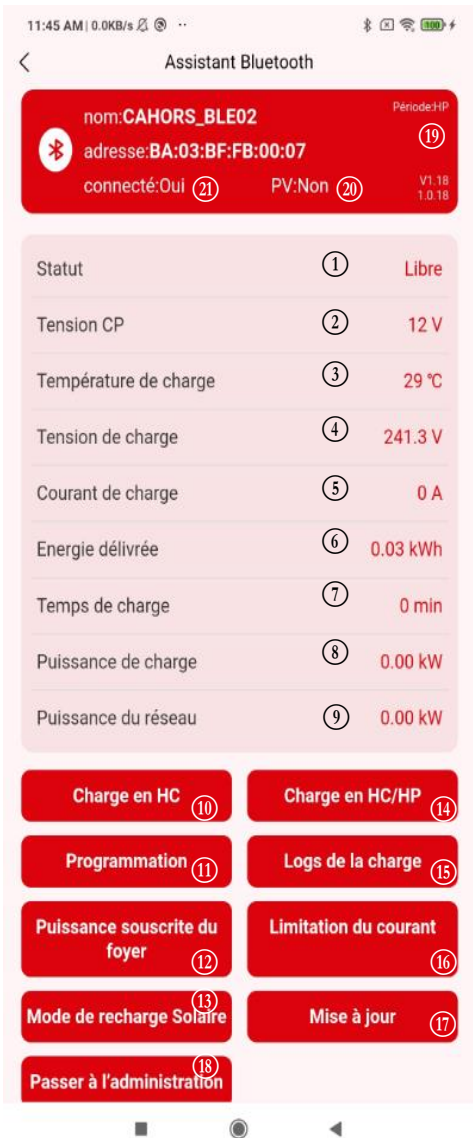 11:45 AM | 0.0KB/s
100
Assistant Bluetooth
nom:CAHORS_BLE02
Période:HP
19
adresse:BA:03:BF:FB:00:07
connecté:Oui 21 PV:Non 20
V1.18
1.0.18
Statut 1 Libre
Tension CP 2 12 V
Température de charge 3 29 ℃
Tension de charge 4 241.3 V
Courant de charge 5 0 A
Energie délivrée 6 0.03 kWh
Temps de charge 7 0 min
Puissance de charge 8 0.00 kW
Puissance du réseau 9 0.00 kW
Charge en HC 10
Charge en HC/HP 14
Programmation 11
Logs de la charge 15
Puissance souscrite du
foyer 12
Limitation du courant
16
13
Mode de recharge Solaire
Mise à jour 17
18
Passer à l'administration